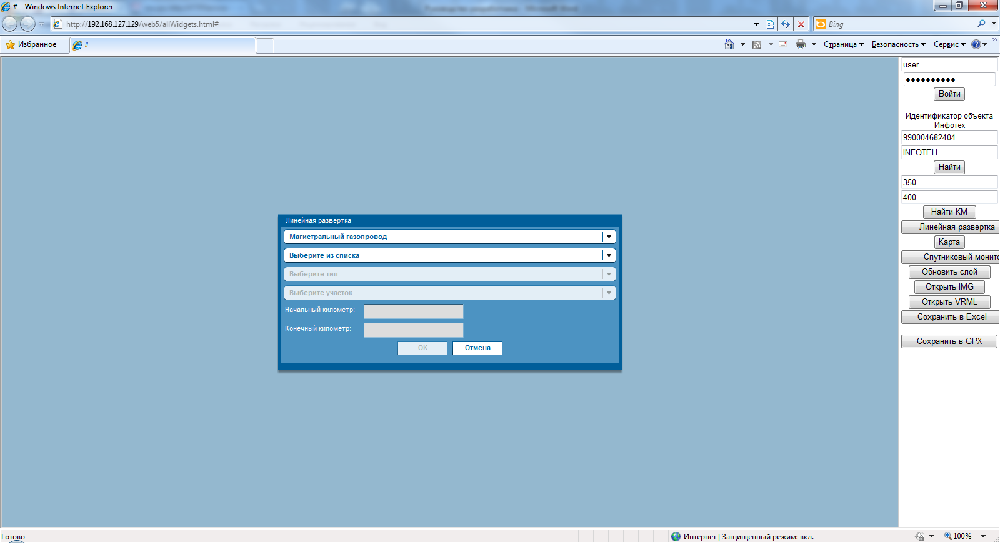 # - Windows Internet Explorer
http://192.168.127.129/web5/allWidgets.html#
Bing
Избранное
#
Страница
Безопасность
Сервис
user
●●●●●●●●●●
Войти
Идентификатор объекта
Инфотех
990004682404
INFOTEH
Найти
350
400
Найти КМ
Линейная развертка
Карта
Спутниковый монито
Обновить слой
Открыть IMG
Открыть VRML
Сохранить в Excel
Сохранить в GPX
Линейная развертка
Магистральный газопровод
Выберите из списка
Выберите тип
Выберите участок
Начальный километр:
Конечный километр:
OK
Отмена
Готово
Интернет | Защищенный режим: вкл.
100%